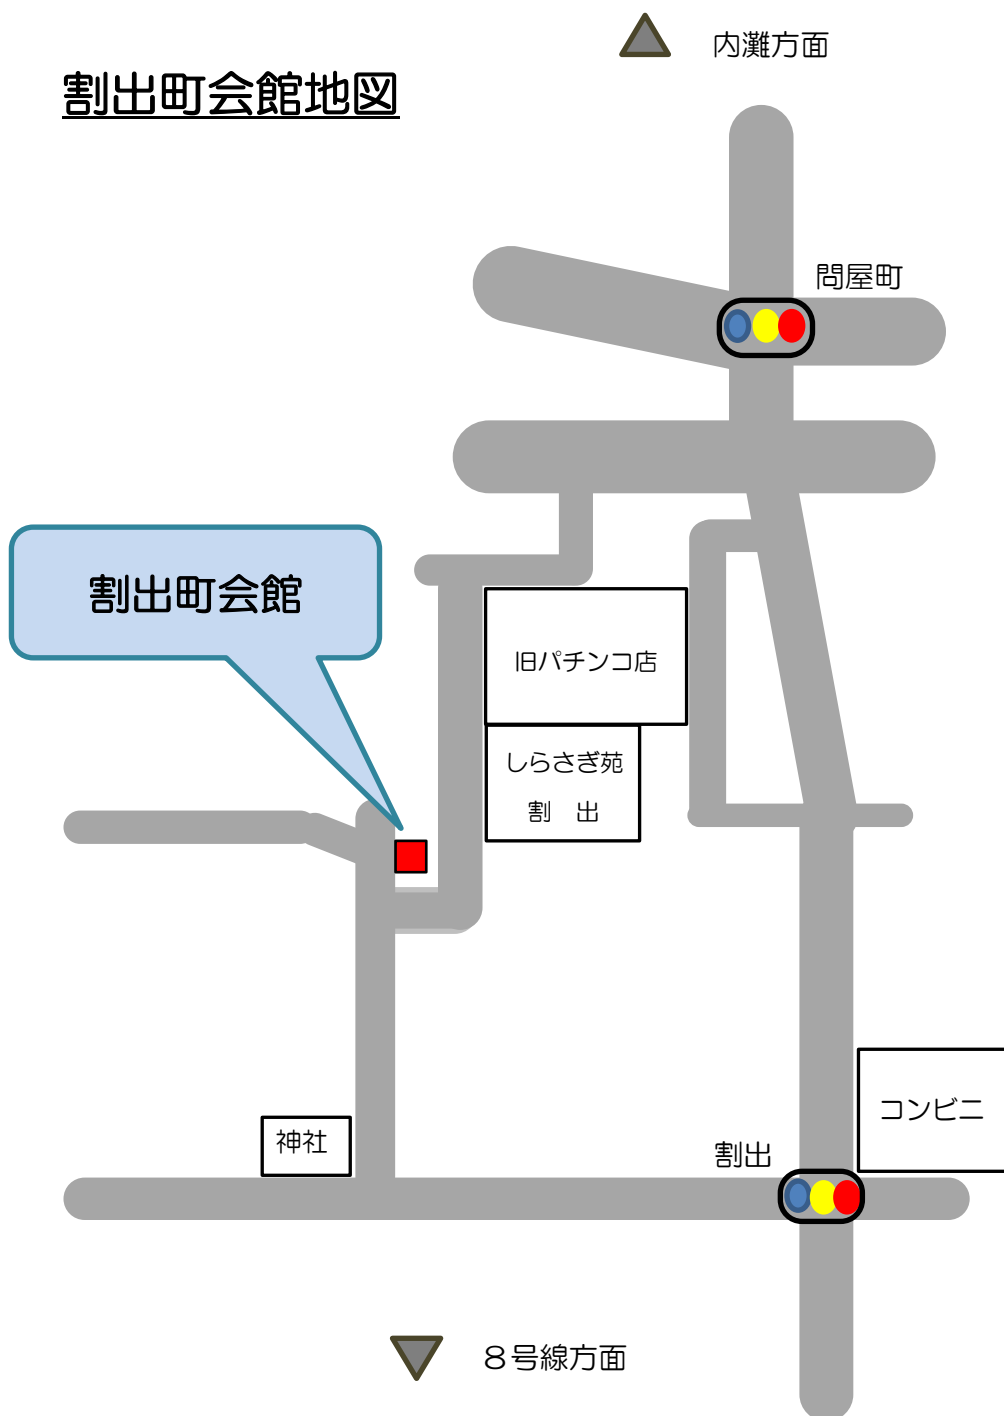 内灘方面
割出町会館地図
問屋町
割出町会館
旧パチンコ店
しらさぎ苑
割　出
コンビニ
神社
割出
８号線方面